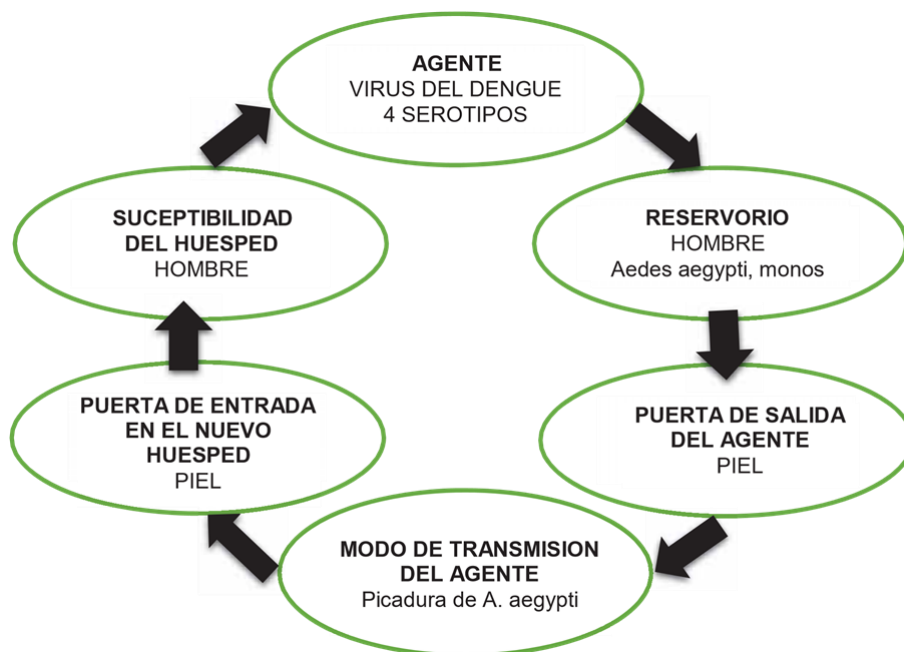 AGENTE
VIRUS DEL DENGUE
4 SEROTIPOS
RESERVORIO
HOMBRE
Aedes aegypti, monos
PUERTA DE SALIDA
DEL AGENTE
PIEL
MODO DE TRANSMISION
DEL AGENTE
Picadura de A. aegypti
PUERTA DE ENTRADA
EN EL NUEVO
HUESPED
PIEL
SUCEPTIBILIDAD
DEL HUESPED
HOMBRE